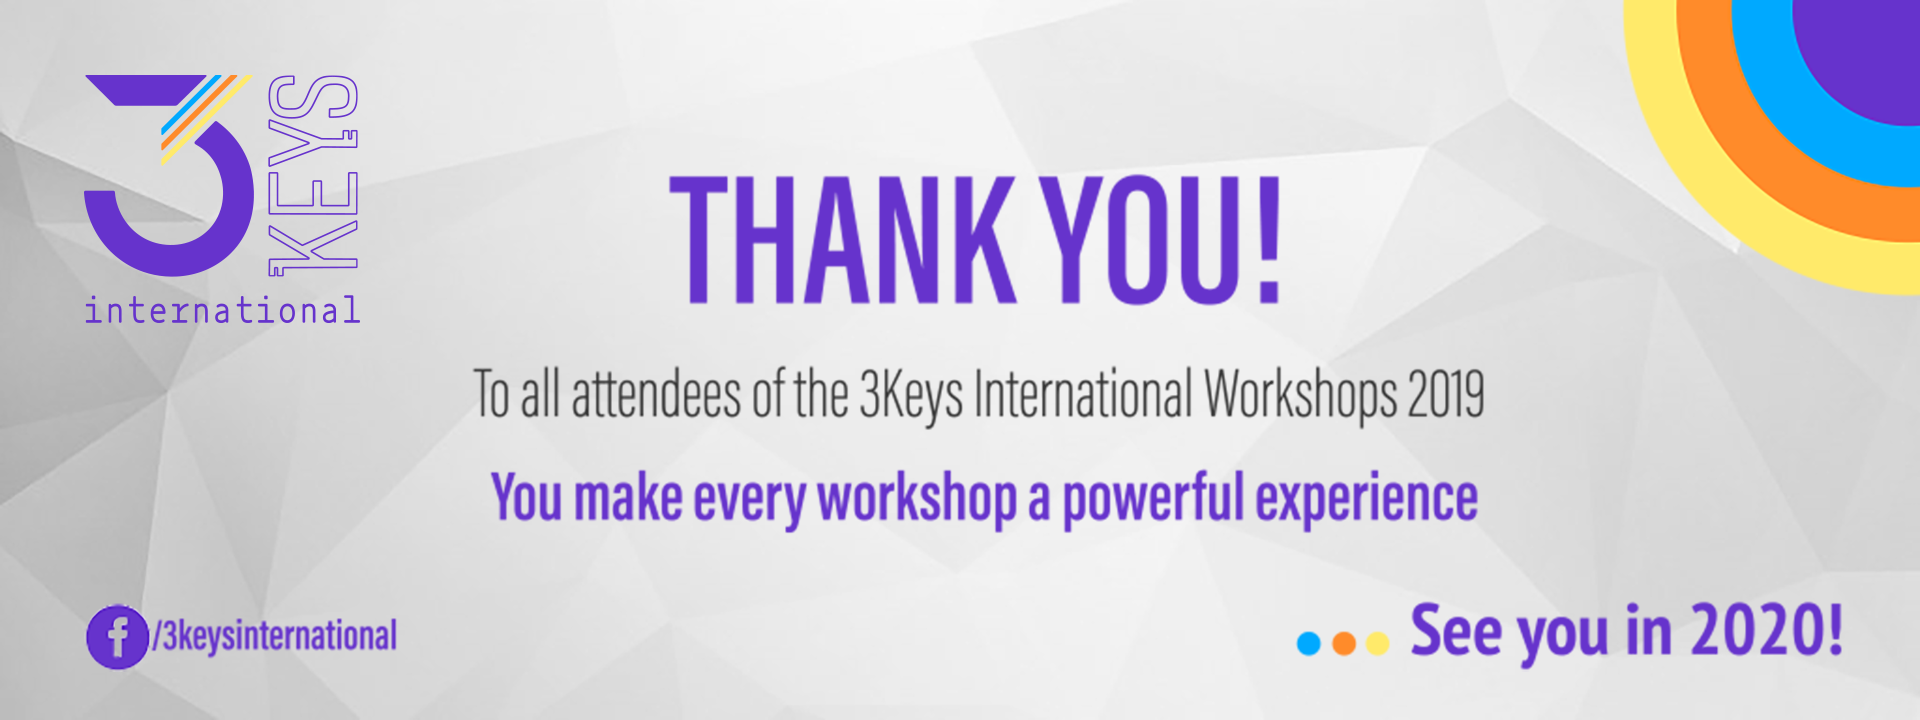 3
KEYS
international
THANK YOU!
To all attendees of the 3Keys International Workshops 2019
You make every workshop a powerful experience
f/3keysinternational
See you in 2020!